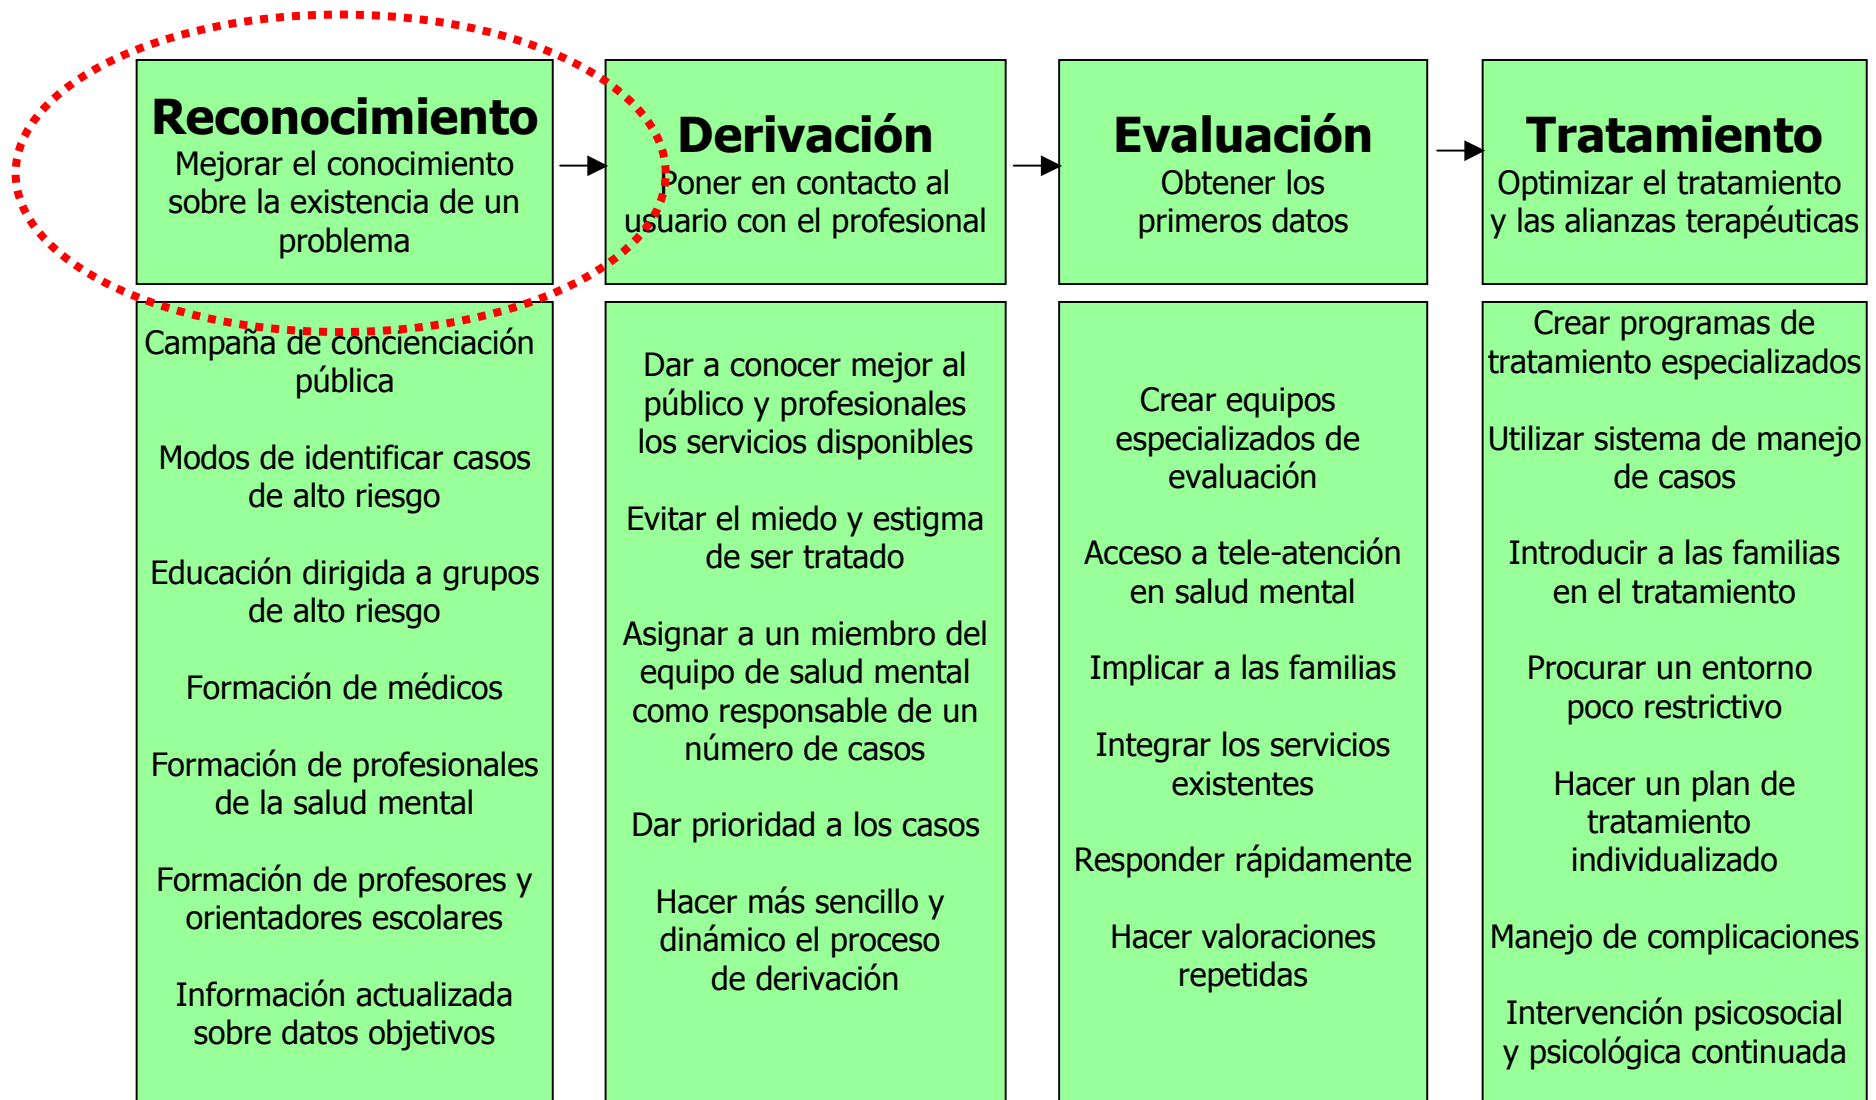 Reconocimiento
Mejorar el conocimiento
sobre la existencia de un
problema
Derivación
Poner en contacto al
usuario con el profesional
Evaluación
Obtener los
primeros datos
Tratamiento
Optimizar el tratamiento
y las alianzas terapéuticas
Campaña de concienciación
pública
Modos de identificar casos
de alto riesgo
Educación dirigida a grupos
de alto riesgo
Formación de médicos
Formación de profesionales
de la salud mental
Formación de profesores y
orientadores escolares
Información actualizada
sobre datos objetivos
Dar a conocer mejor al
público y profesionales
los servicios disponibles
Evitar el miedo y estigma
de ser tratado
Asignar a un miembro del
equipo de salud mental
como responsable de un
número de casos
Dar prioridad a los casos
Hacer más sencillo y
dinámico el proceso
de derivación
Crear equipos
especializados de
evaluación
Acceso a tele-atención
en salud mental
Implicar a las familias
Integrar los servicios
existentes
Responder rápidamente
Hacer valoraciones
repetidas
Crear programas de
tratamiento especializados
Utilizar sistema de manejo
de casos
Introducir a las familias
en el tratamiento
Procurar un entorno
poco restrictivo
Hacer un plan de
tratamiento
individualizado
Manejo de complicaciones
Intervención psicosocial
y psicológica continuada